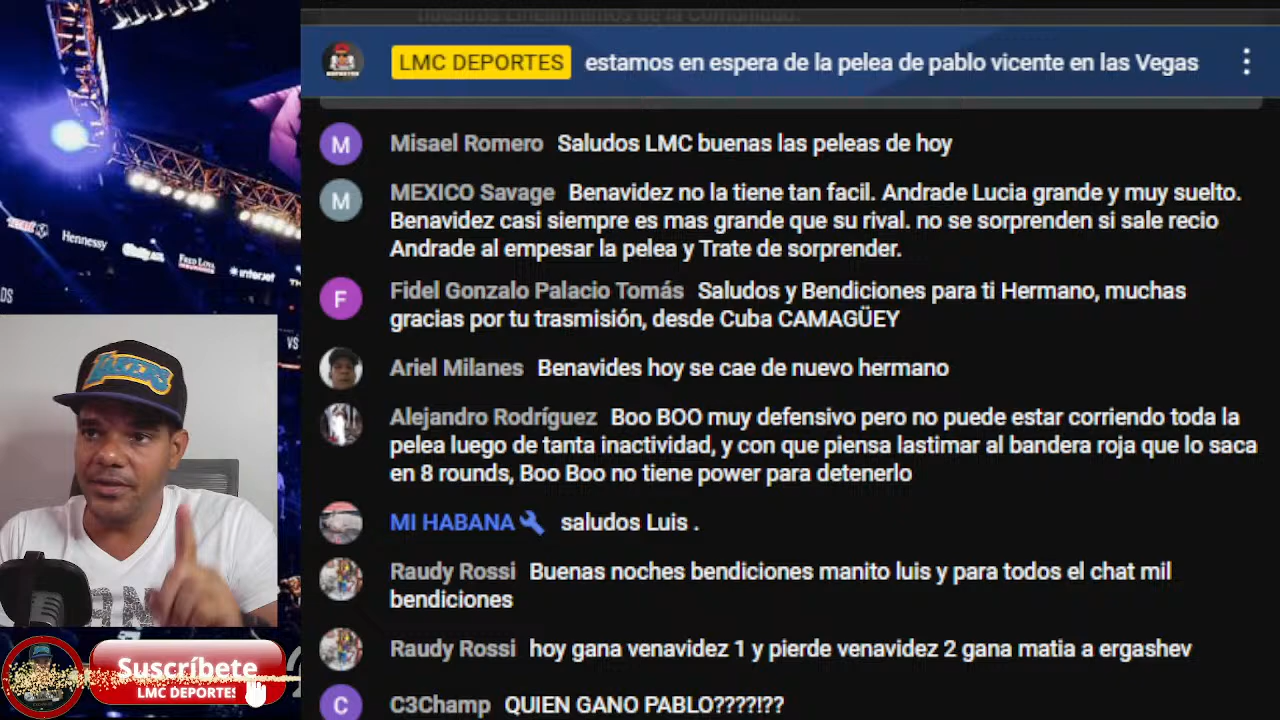 LMC DEPORTES estamos en espera de la pelea de pablo vicente en las Vegas
M Misael Romero Saludos LMC buenas las peleas de hoy
M MEXICO Savage Benavidez no la tiene tan facil. Andrade Lucia grande y muy suelto.
Benavidez casi siempre es mas grande que su rival. no se sorprenden si sale recio
Andrade al empesar la pelea y Trate de sorprender.
F Fidel Gonzalo Palacio Tomás Saludos y Bendiciones para ti Hermano, muchas
gracias por tu trasmisión, desde Cuba CAMAGÜEY
Ariel Milanes Benavides hoy se cae de nuevo hermano
Alejandro Rodríguez Boo BOO muy defensivo pero no puede estar corriendo toda la
pelea luego de tanta inactividad, y con que piensa lastimar al bandera roja que lo saca
en 8 rounds, Boo Boo no tiene power para detenerlo
MI HABANA saludos Luis .
Raudy Rossi Buenas noches bendiciones manito luis y para todos el chat mil
bendiciones
Raudy Rossi hoy gana venavidez 1 y pierde venavidez 2 gana matia a ergashev
C C3Champ QUIEN GANO PABLO????!??
Hennessy
FRED LOYA
interjet
VS
LAKERS
Suscríbete
LMC DEPORTES